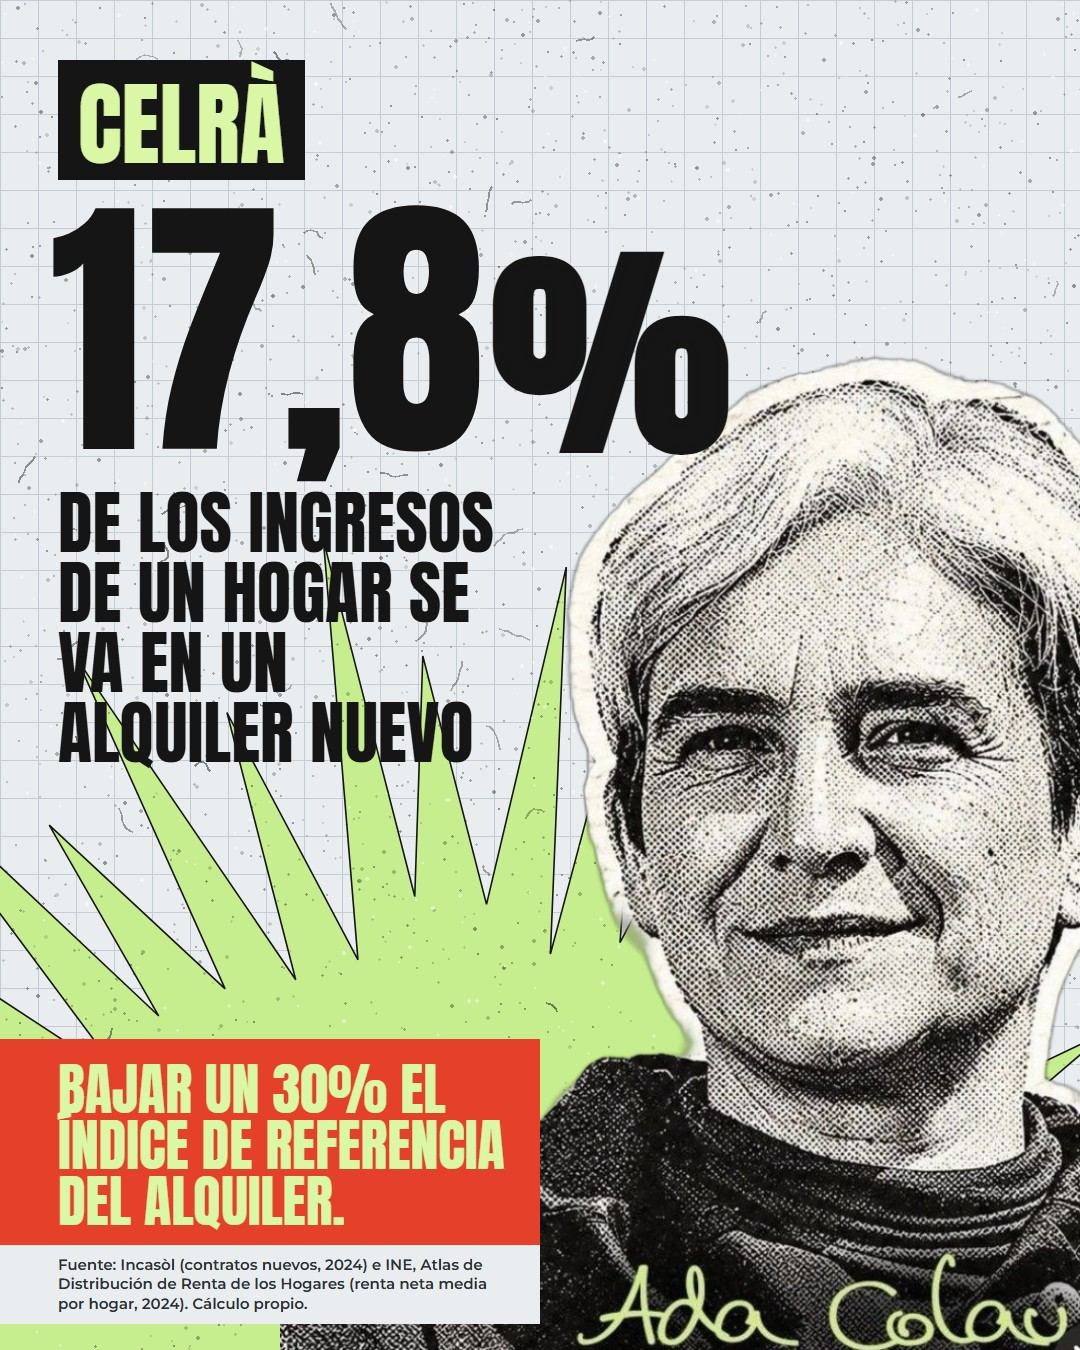 CELRÀ
17,8%
DE LOS INGRESOS
DE UN HOGAR SE
VA EN UN
ALQUILER NUEVO
BAJAR UN 30% EL
ÍNDICE DE REFERENCIA
DEL ALQUILER.
Fuente: Incasòl (contratos nuevos, 2024) e INE, Atlas de
Distribución de Renta de los Hogares (renta neta media
por hogar, 2024). Cálculo propio.
Ada Colau